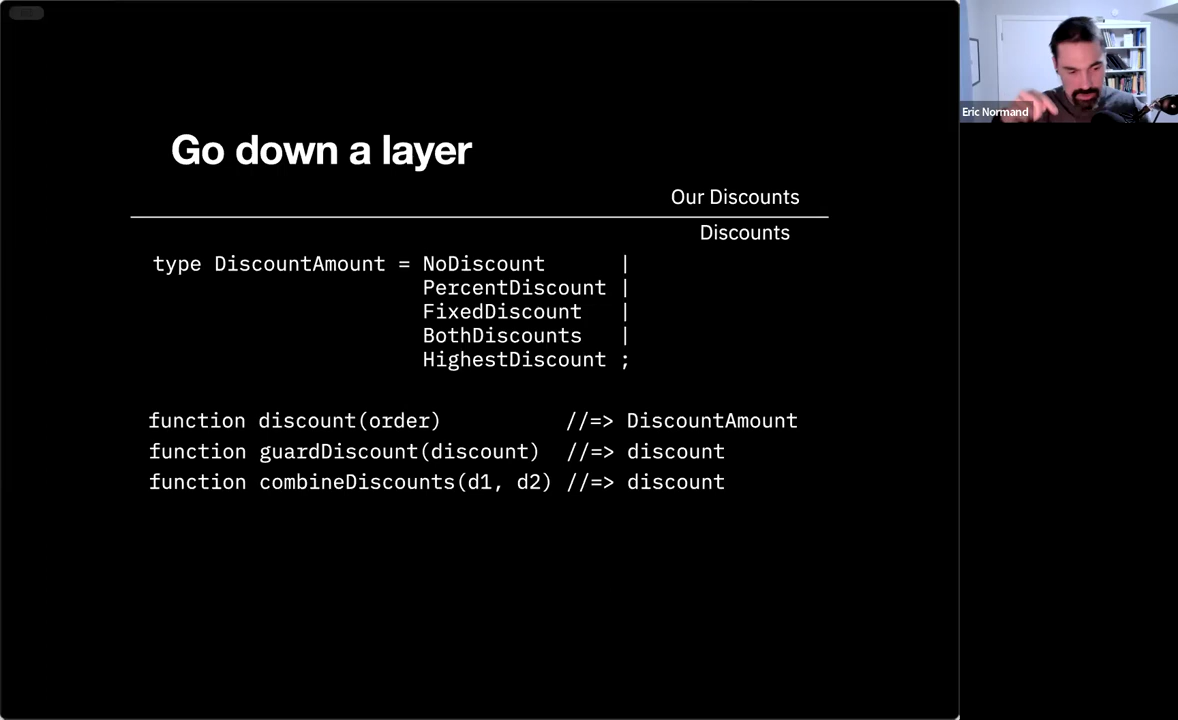 Go down a layer
Our Discounts
Discounts
type DiscountAmount = NoDiscount |
PercentDiscount |
FixedDiscount |
BothDiscounts |
HighestDiscount ;
function discount(order) //=> DiscountAmount
function guardDiscount(discount) //=> discount
function combineDiscounts(d1, d2) //=> discount
Eric Normand